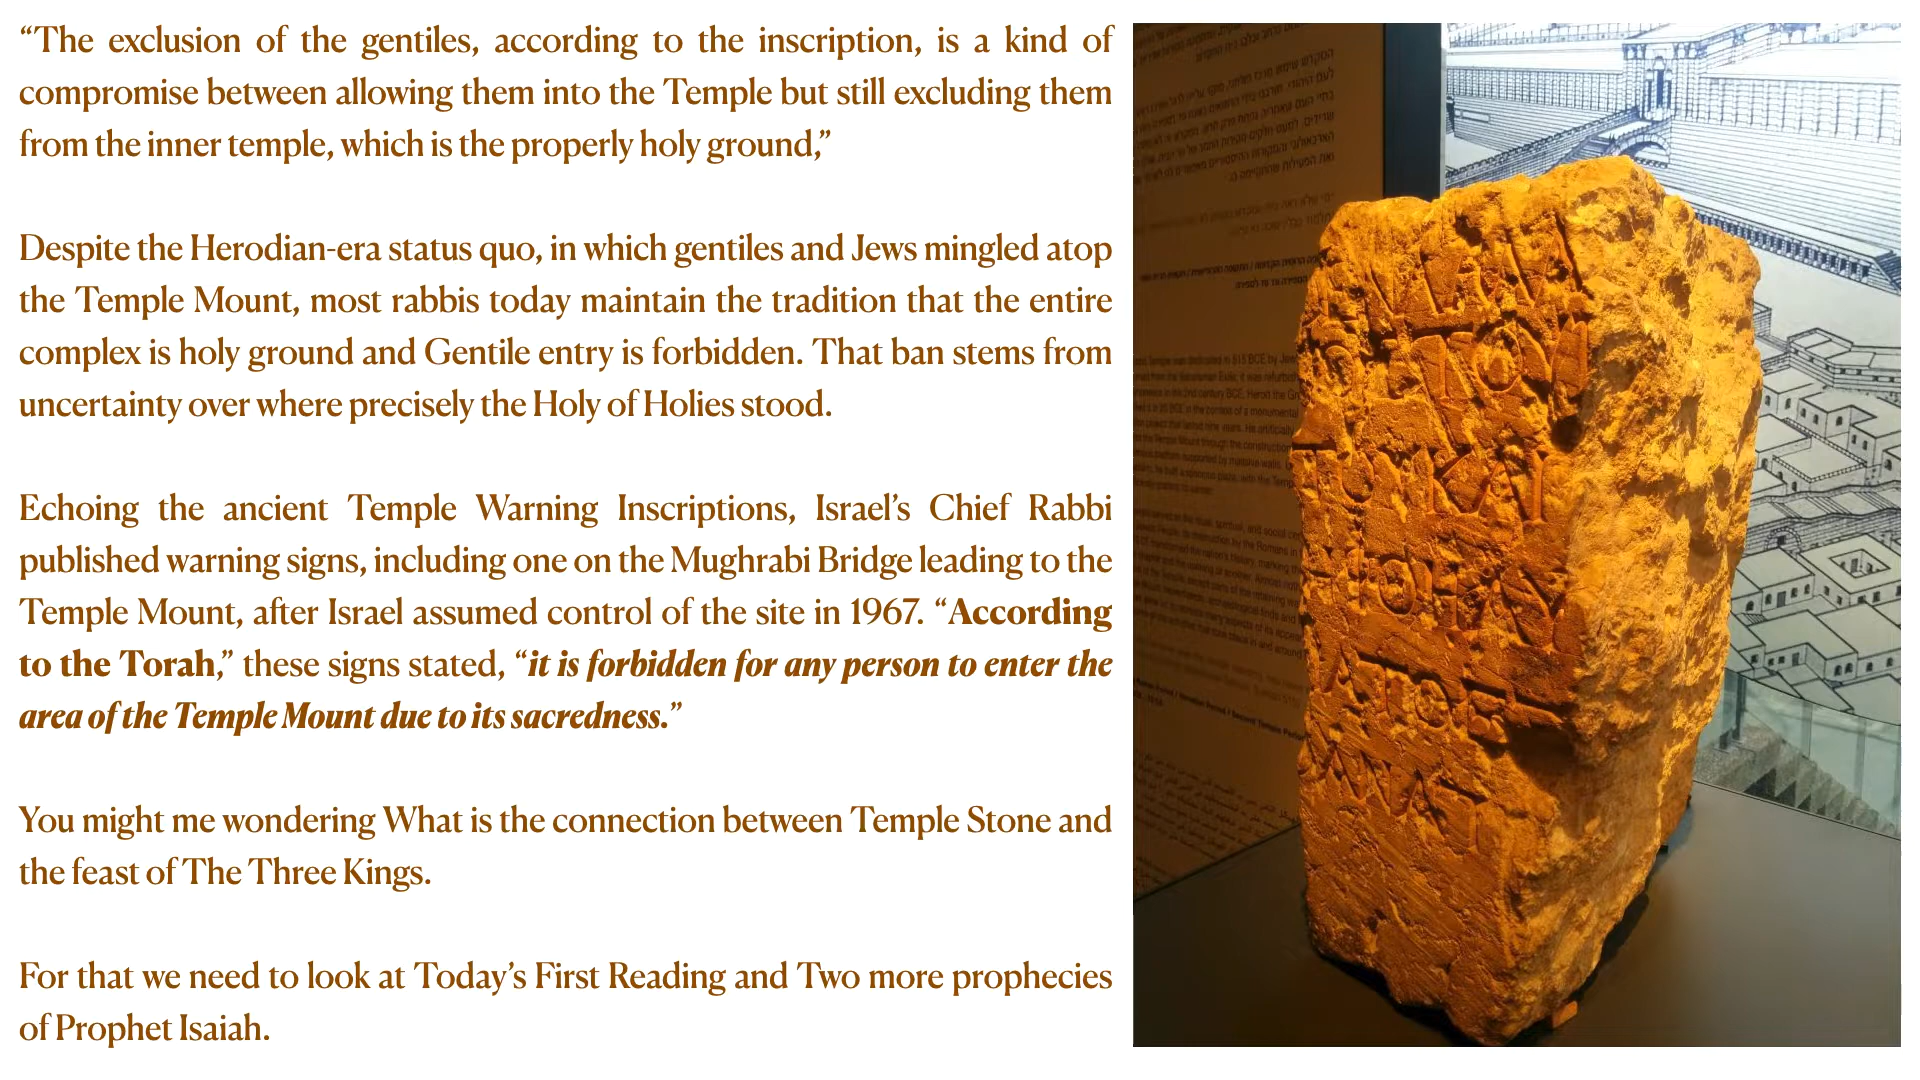 “The exclusion of the gentiles, according to the inscription, is a kind of
compromise between allowing them into the Temple but still excluding them
from the inner temple, which is the properly holy ground,”
Despite the Herodian-era status quo, in which gentiles and Jews mingled atop
the Temple Mount, most rabbis today maintain the tradition that the entire
complex is holy ground and Gentile entry is forbidden. That ban stems from
uncertainty over where precisely the Holy of Holies stood.
Echoing the ancient Temple Warning Inscriptions, Israel’s Chief Rabbi
published warning signs, including one on the Mughrabi Bridge leading to the
Temple Mount, after Israel assumed control of the site in 1967. “According
to the Torah,” these signs stated, “it is forbidden for any person to enter the
area of the Temple Mount due to its sacredness.”
You might me wondering What is the connection between Temple Stone and
the feast of The Three Kings.
For that we need to look at Today’s First Reading and Two more prophecies
of Prophet Isaiah.